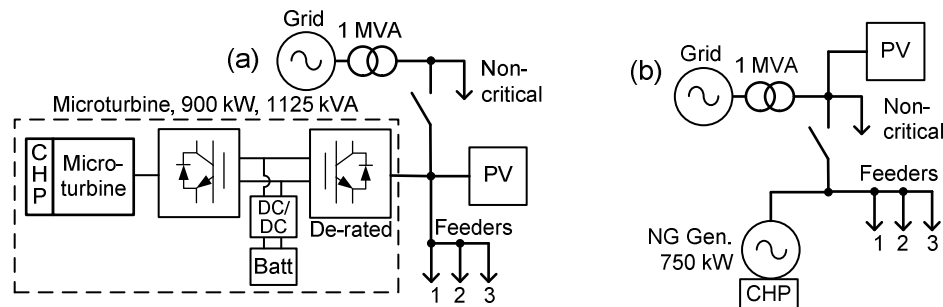 (a)
Grid
1 MVA
Non-
critical
Microturbine, 900 kW, 1125 kVA
CHP
Micro-
turbine
DC/
DC
Batt
De-rated
PV
Feeders
1 2 3
(b)
Grid
1 MVA
PV
Non-
critical
Feeders
1 2 3
NG Gen.
750 kW
CHP